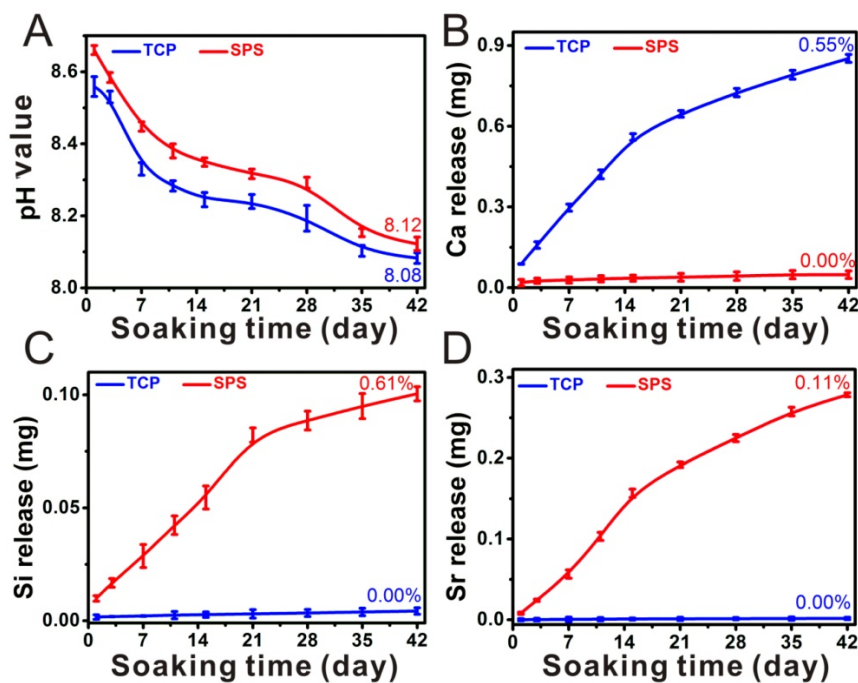 A
TCP SPS
8.6
8.4
8.2
8.0
pH value
8.12
8.08
0 7 14 21 28 35 42
Soaking time (day)
B
TCP SPS
0.55%
0.9
0.6
0.3
0.0
Ca release (mg)
0.00%
0 7 14 21 28 35 42
Soaking time (day)
C
TCP SPS
0.61%
0.10
0.05
0.00
Si release (mg)
0.00%
0 7 14 21 28 35 42
Soaking time (day)
D
TCP SPS
0.11%
0.3
0.2
0.1
0.0
Sr release (mg)
0.00%
0 7 14 21 28 35 42
Soaking time (day)